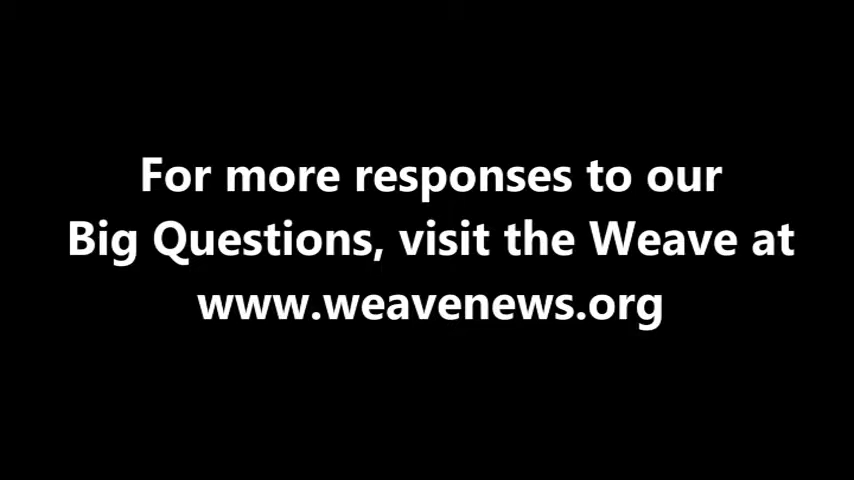 For more responses to our
Big Questions, visit the Weave at
www.weavenews.org